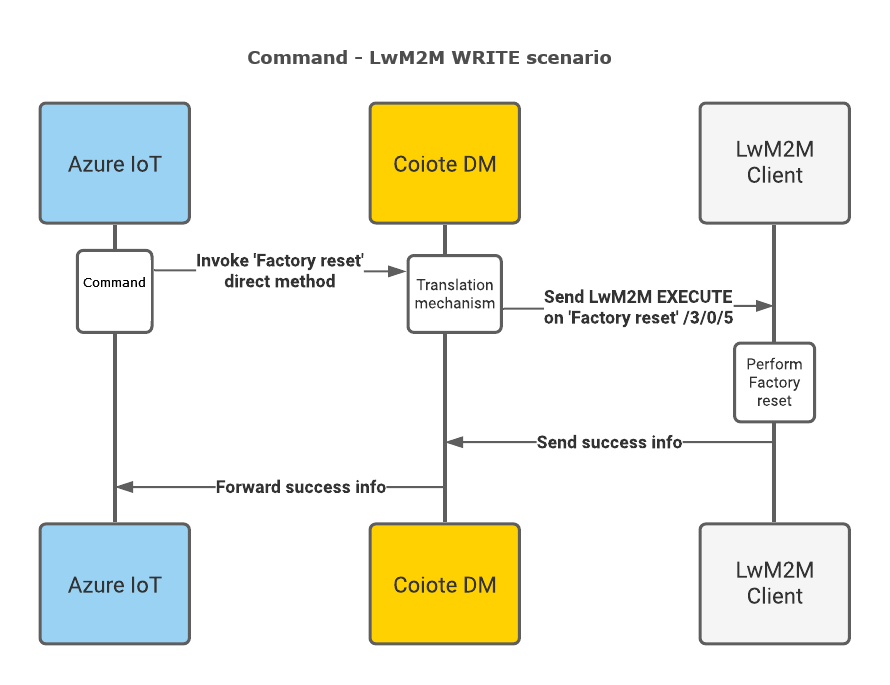 Command - LwM2M WRITE scenario
Azure IoT
Coiote DM
LwM2M
Client
Command
Invoke 'Factory reset'
direct method
Translation
mechanism
Send LwM2M EXECUTE
on 'Factory reset' /3/0/5
Perform
Factory
reset
Send success info
Forward success info
Azure IoT
Coiote DM
LwM2M
Client